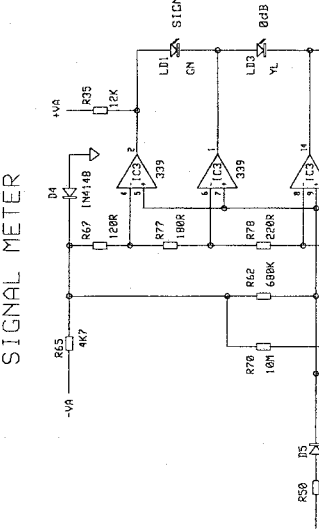 SIGNAL METER
-VA
R65
4K7
D4
1N4148
+VA
R35
12K
R67
120R
R77
180R
R78
220R
R62
680K
R70
10M
R50
D5
IC3
339
2
4
5
IC3
339
1
6
7
IC3
14
8
9
LD1
GN
SIGN
LD3
YL
0dB